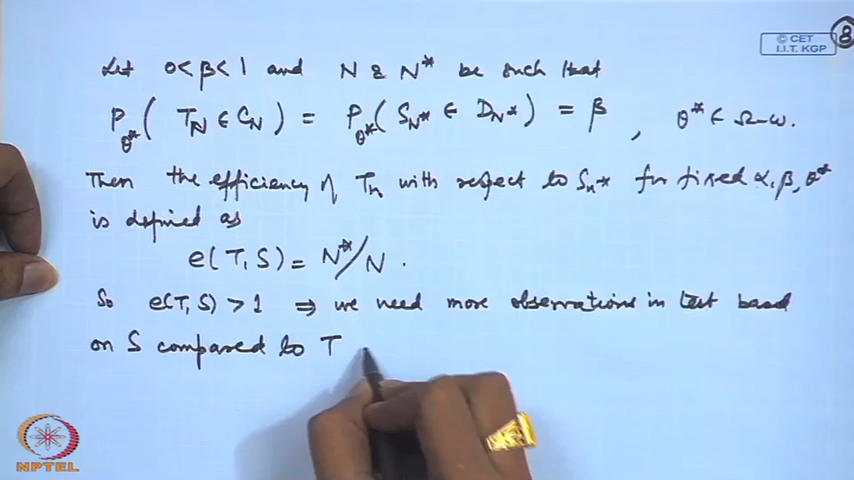 8
© CET
I.I.T. KGP
Let 0<β<1 and N & N* be such that
P_θ*( T_N ∈ C_N ) = P_θ*( S_N* ∈ D_N* ) = β , θ* ∈ Ω-ω.
Then the efficiency of T_n with respect to S_n* for fixed α, β, θ*
is defined as
e(T, S) = N*/N .
So e(T, S) > 1 ⇒ we need more observations in test based
on S compared to T
NPTEL